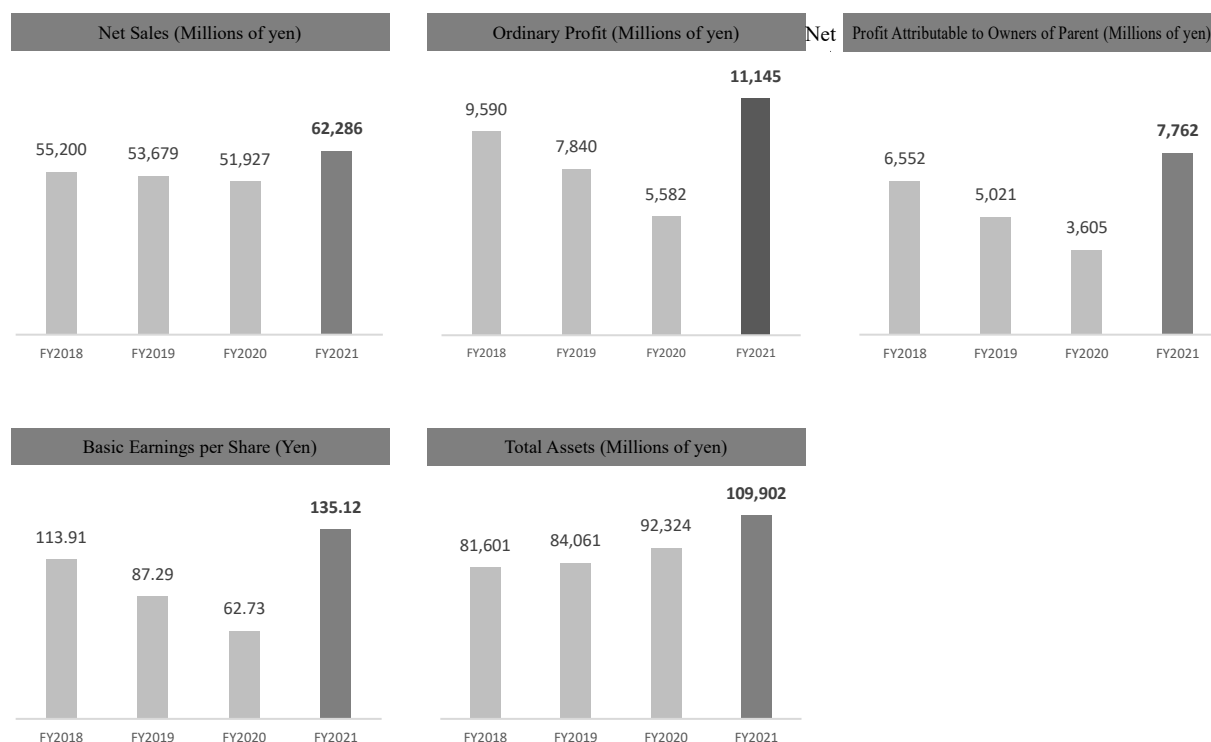 Net Sales (Millions of yen)
62,286
55,200
53,679
51,927
FY2018 FY2019 FY2020 FY2021
Ordinary Profit (Millions of yen)
11,145
9,590
7,840
5,582
FY2018 FY2019 FY2020 FY2021
Net Profit Attributable to Owners of Parent (Millions of yen)
7,762
6,552
5,021
3,605
FY2018 FY2019 FY2020 FY2021
Basic Earnings per Share (Yen)
135.12
113.91
87.29
62.73
FY2018 FY2019 FY2020 FY2021
Total Assets (Millions of yen)
109,902
92,324
84,061
81,601
FY2018 FY2019 FY2020 FY2021